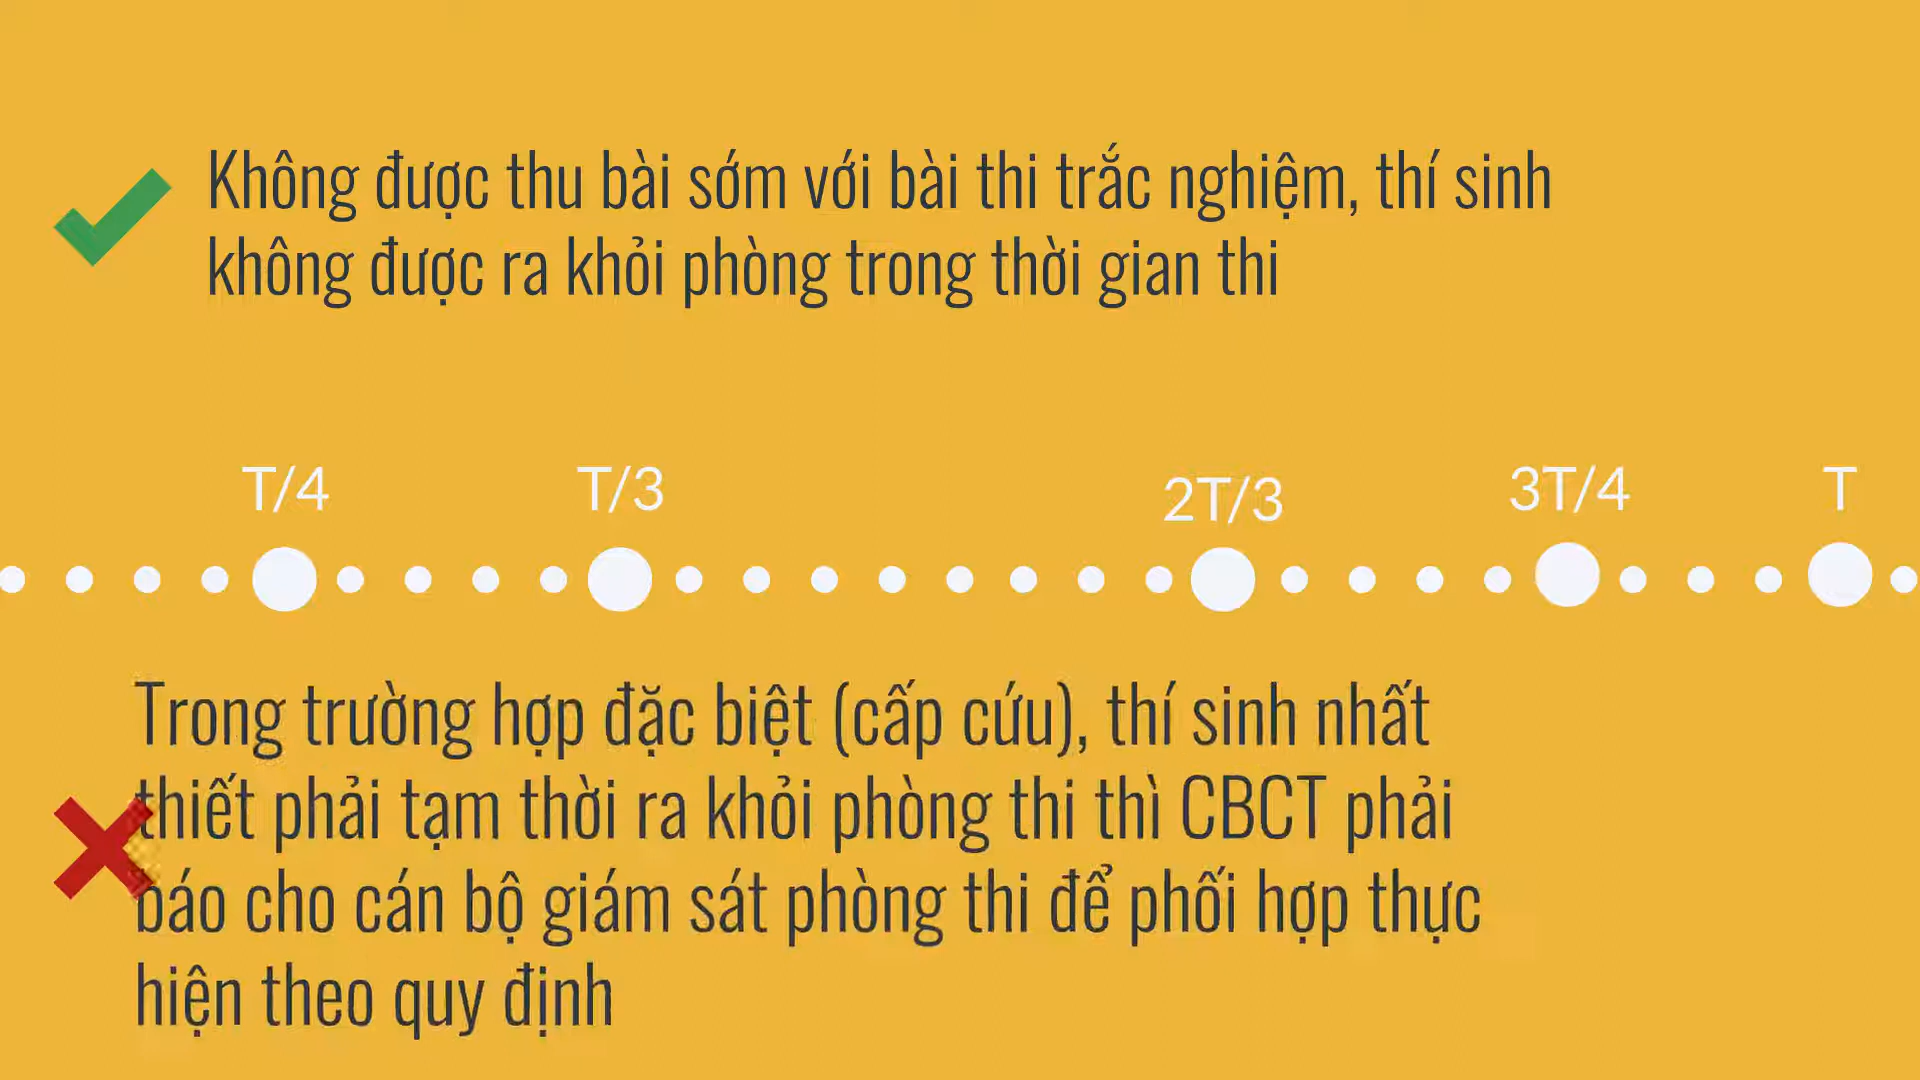 Không được thu bài sớm với bài thi trắc nghiệm, thí sinh
không được ra khỏi phòng trong thời gian thi
T/4 T/3 2T/3 3T/4 T
Trong trường hợp đặc biệt (cấp cứu), thí sinh nhất
thiết phải tạm thời ra khỏi phòng thi thì CBCT phải
báo cho cán bộ giám sát phòng thi để phối hợp thực
hiện theo quy định